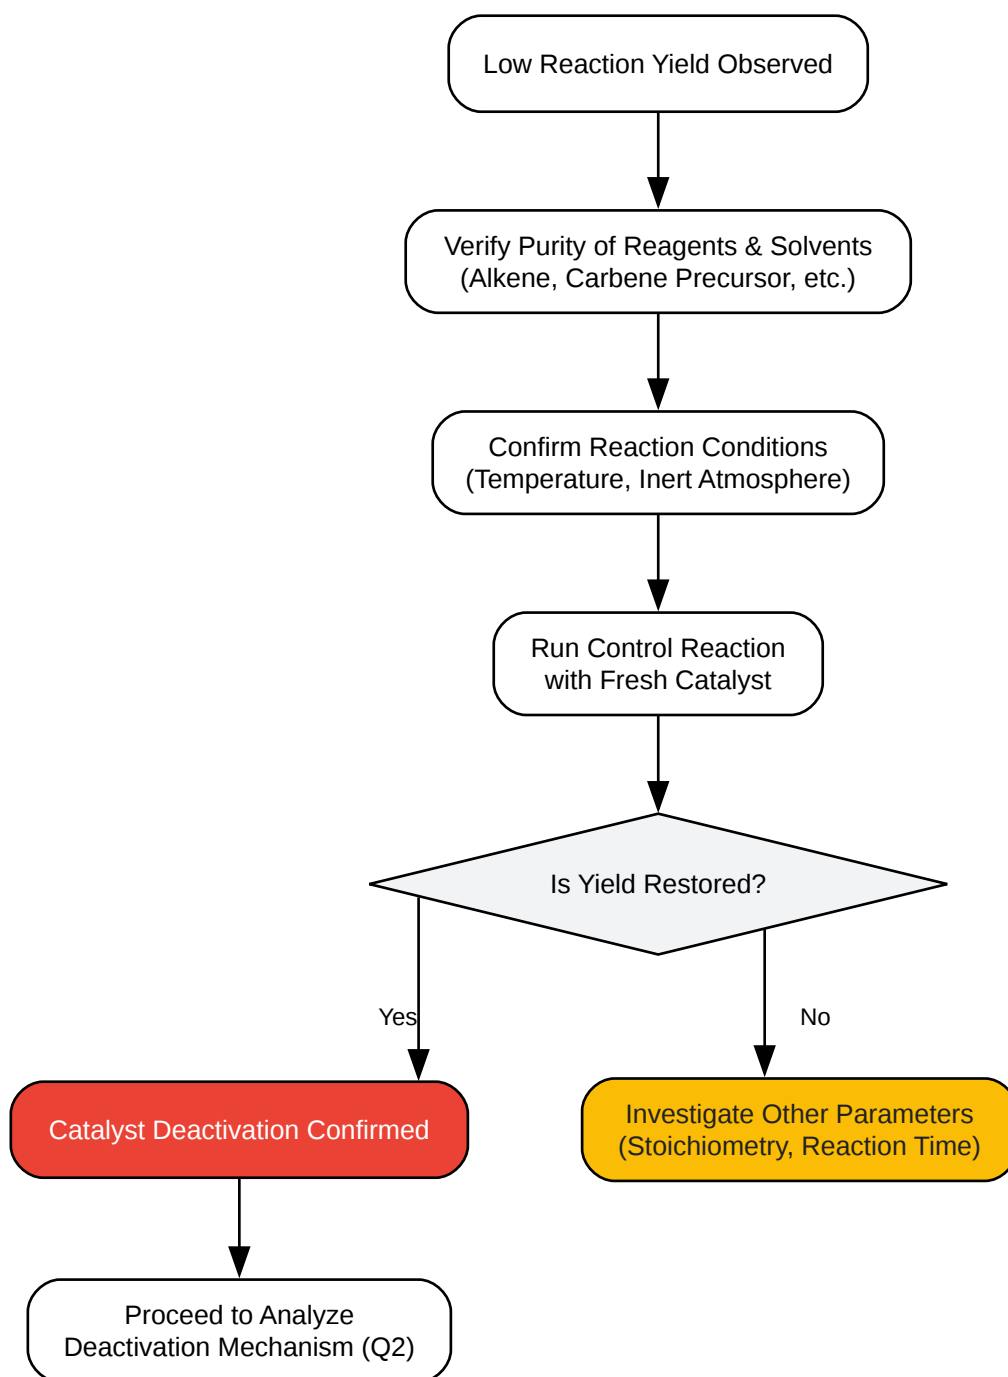 Low Reaction Yield Observed
Verify Purity of Reagents & Solvents
(Alkene, Carbene Precursor, etc.)
Confirm Reaction Conditions
(Temperature, Inert Atmosphere)
Run Control Reaction
with Fresh Catalyst
Is Yield Restored?
Yes
No
Catalyst Deactivation Confirmed
Investigate Other Parameters
(Stoichiometry, Reaction Time)
Proceed to Analyze
Deactivation Mechanism (Q2)